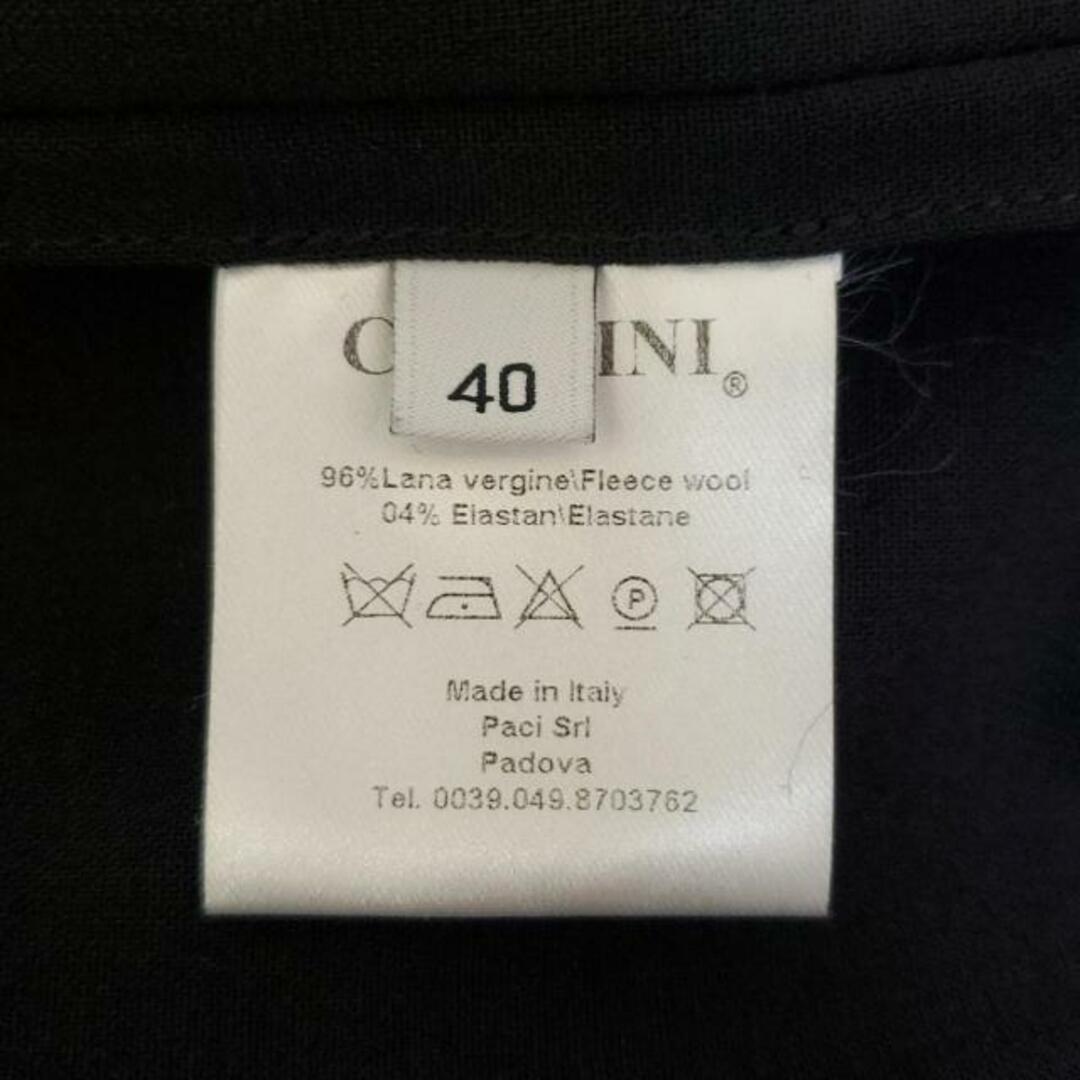 40
96%Lana vergine\Fleece wool
04% Elastan\Elastane
P
Made in Italy
Paci Srl
Padova
Tel. 0039.049.8703762